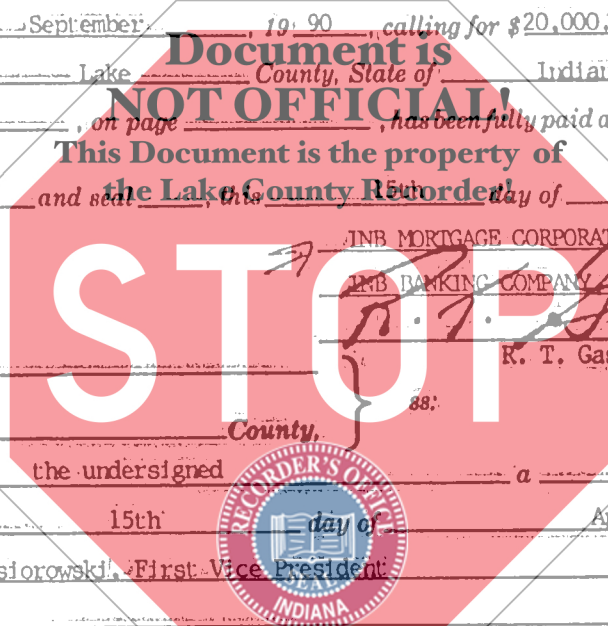 September 19 90, calling for $20,000.
Document is
Lake County, State of Indian
NOT OFFICIAL!
, on page , has been fully paid a
This Document is the property of
the Lake County Recorder!
and seal , this 15th day of
INB MORTGAGE CORPORAT
INB BANKING COMPANY
R. T. Gas
STOP
ss:
County,
the undersigned a
RECORDER'S OFFICE
15th day of Ap
SEAL
siorowski, First Vice President
INDIANA